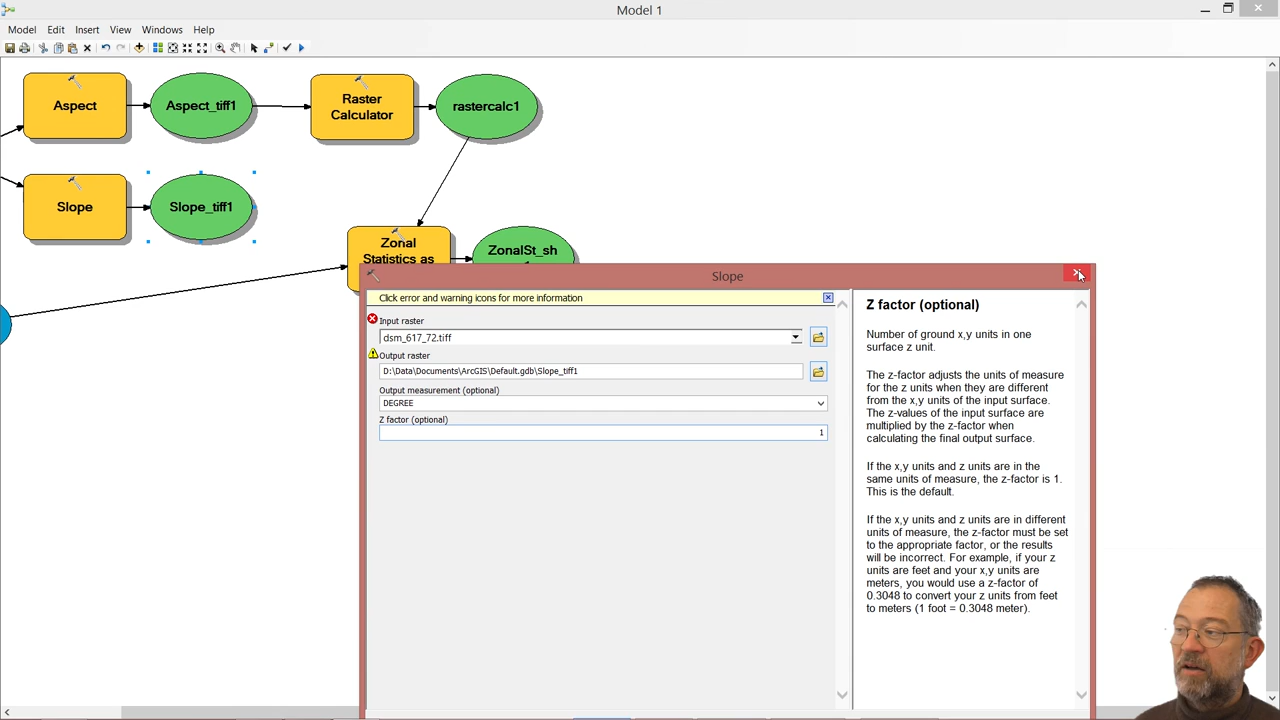 Model 1
Model Edit Insert View Windows Help
Aspect
Aspect_tiff1
Raster
Calculator
rastercalc1
Slope
Slope_tiff1
Zonal
Statistics as
ZonalSt_sh
Slope
Click error and warning icons for more information
Input raster
dsm_617_72.tiff
Output raster
D:\Data\Documents\ArcGIS\Default.gdb\Slope_tiff1
Output measurement (optional)
DEGREE
Z factor (optional)
1
Z factor (optional)
Number of ground x,y units in one
surface z unit.
The z-factor adjusts the units of measure
for the z units when they are different
from the x,y units of the input surface.
The z-values of the input surface are
multiplied by the z-factor when
calculating the final output surface.
If the x,y units and z units are in the
same units of measure, the z-factor is 1.
This is the default.
If the x,y units and z units are in different
units of measure, the z-factor must be set
to the appropriate factor, or the results
will be incorrect. For example, if your z
units are feet and your x,y units are
meters, you would use a z-factor of
0.3048 to convert your z units from feet
to meters (1 foot = 0.3048 meter).